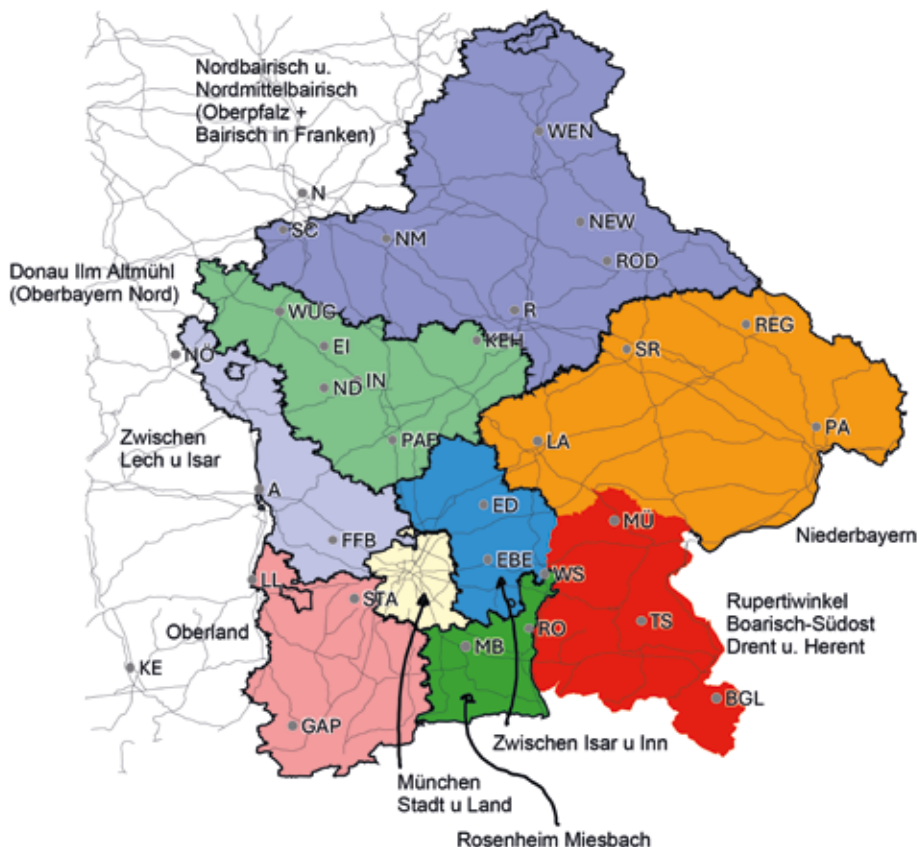 Nordbairisch u.
Nordmittelbairisch
(Oberpfalz +
Bairisch in Franken)
WEN
N
SC
NM
NEW
ROD
Donau Ilm Altmühl
(Oberbayern Nord)
WUG
R
REG
NÖ
EI
KEH
SR
ND
IN
Zwischen
Lech u Isar
PAF
LA
PA
A
ED
MÜ
Niederbayern
FFB
EBE
WS
LL
STA
Oberland
RO
TS
Rupertiwinkel
Boarisch-Südost
Drent u. Herent
KE
MB
BGL
GAP
Zwischen Isar u Inn
München
Stadt u Land
Rosenheim Miesbach